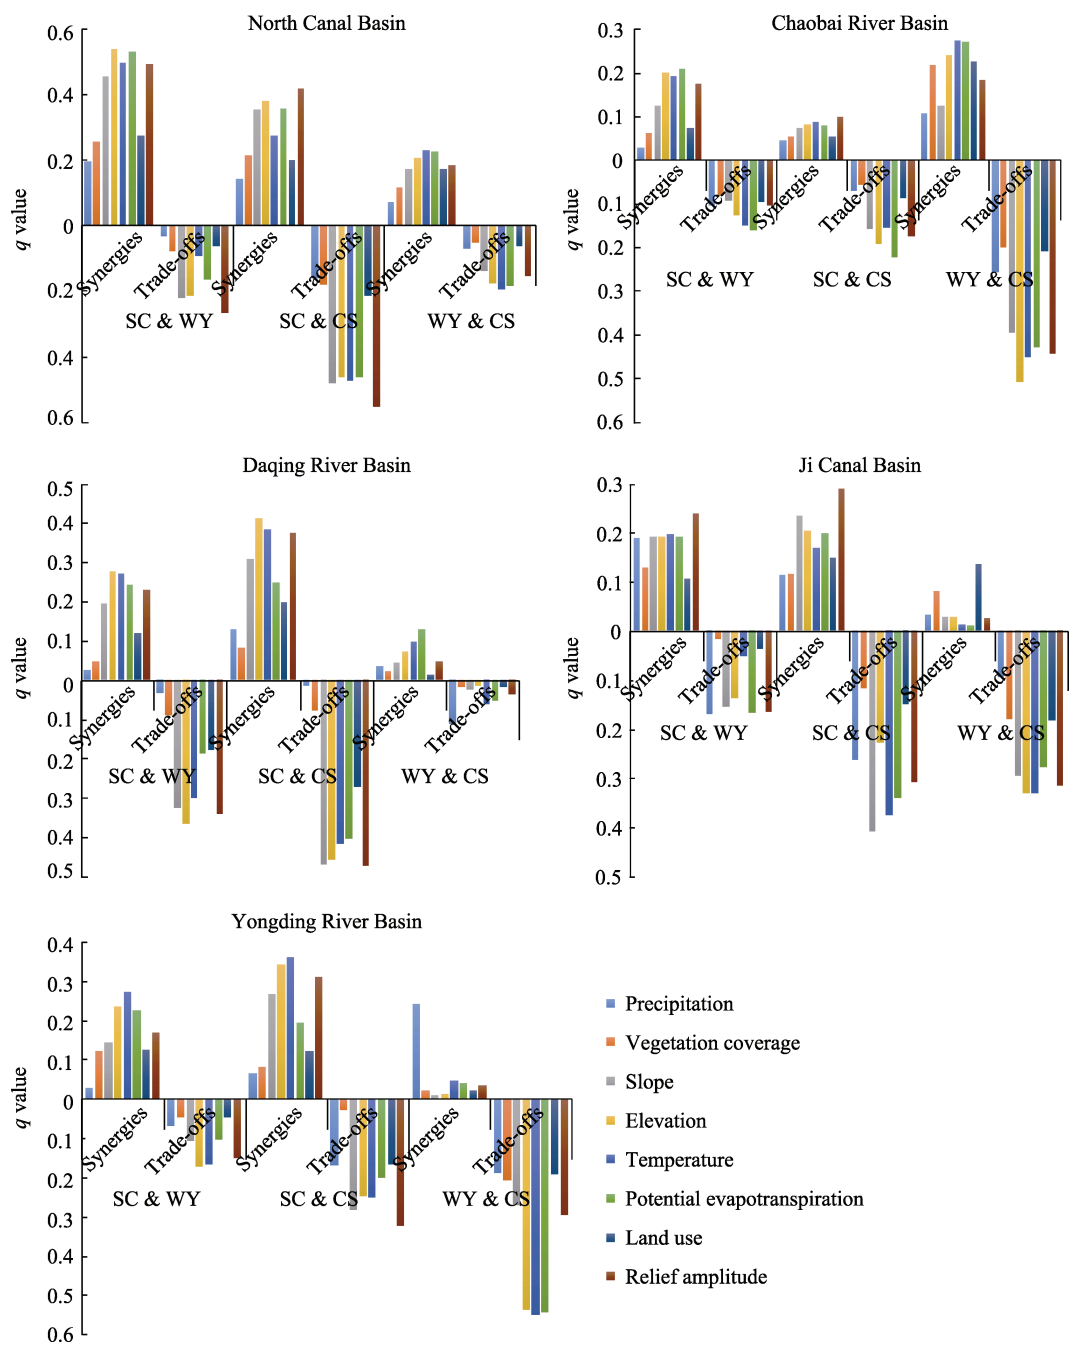 North Canal Basin
0.6
0.4
0.2
0
0.2
0.4
0.6
q value
Synergies
Trade-offs
Synergies
Trade-offs
Synergies
Trade-offs
SC & WY
SC & CS
WY & CS
Chaobai River Basin
0.3
0.2
0.1
0
0.1
0.2
0.3
0.4
0.5
0.6
q value
Synergies
Trade-offs
Synergies
Trade-offs
Synergies
Trade-offs
SC & WY
SC & CS
WY & CS
Daqing River Basin
0.5
0.4
0.3
0.2
0.1
0
0.1
0.2
0.3
0.4
0.5
q value
Synergies
Trade-offs
Synergies
Trade-offs
Synergies
Trade-offs
SC & WY
SC & CS
WY & CS
Ji Canal Basin
0.3
0.2
0.1
0
0.1
0.2
0.3
0.4
0.5
q value
Synergies
Trade-offs
Synergies
Trade-offs
Synergies
Trade-offs
SC & WY
SC & CS
WY & CS
Yongding River Basin
0.4
0.3
0.2
0.1
0
0.1
0.2
0.3
0.4
0.5
0.6
q value
Synergies
Trade-offs
Synergies
Trade-offs
Synergies
Trade-offs
SC & WY
SC & CS
WY & CS
Precipitation
Vegetation coverage
Slope
Elevation
Temperature
Potential evapotranspiration
Land use
Relief amplitude